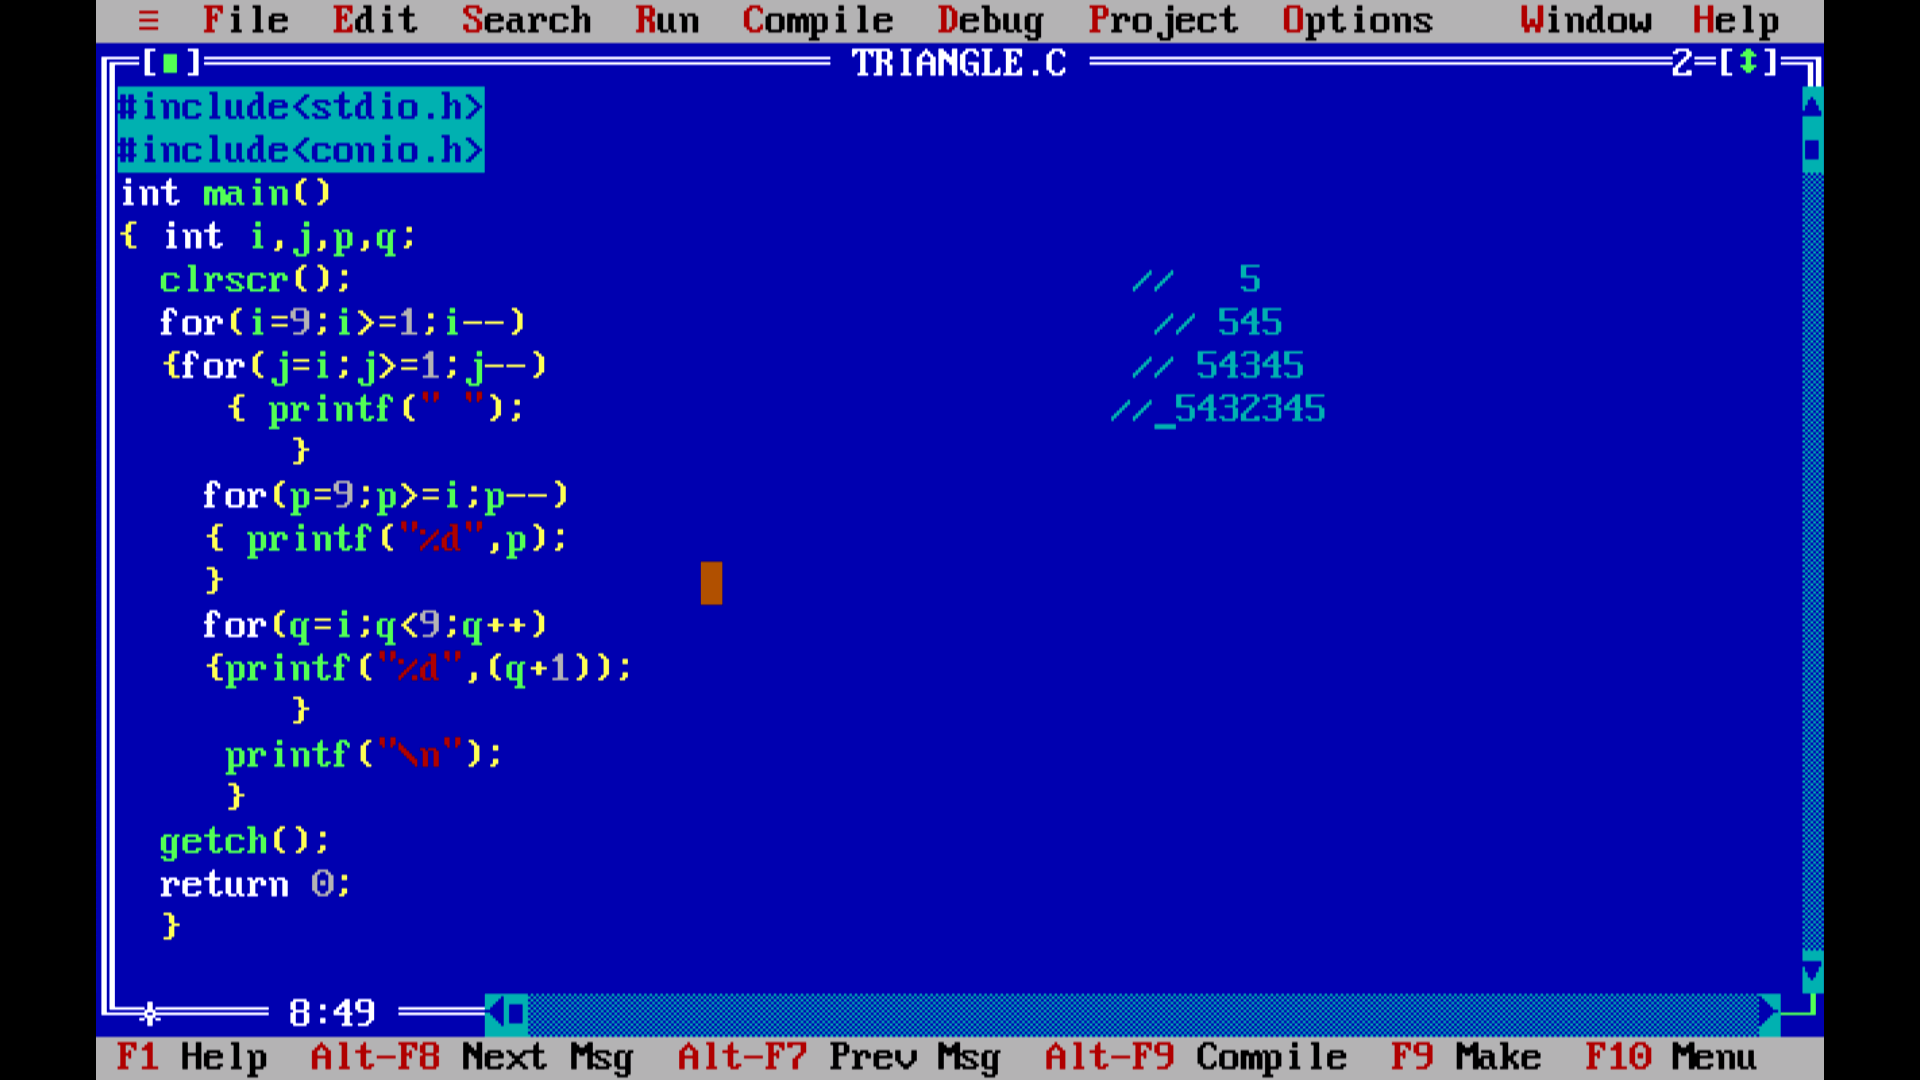 ≡ File Edit Search Run Compile Debug Project Options Window Help
[■] TRIANGLE.C 2=[↕]
#include<stdio.h>
#include<conio.h>
int main()
{ int i,j,p,q;
clrscr(); // 5
for(i=9;i>=1;i--) // 545
{for(j=i;j>=1;j--) // 54345
{ printf(" "); //_5432345
}
for(p=9;p>=i;p--)
{ printf("%d",p);
}
for(q=i;q<9;q++)
{printf("%d",(q+1));
}
printf("\n");
}
getch();
return 0;
}
8:49
F1 Help Alt-F8 Next Msg Alt-F7 Prev Msg Alt-F9 Compile F9 Make F10 Menu